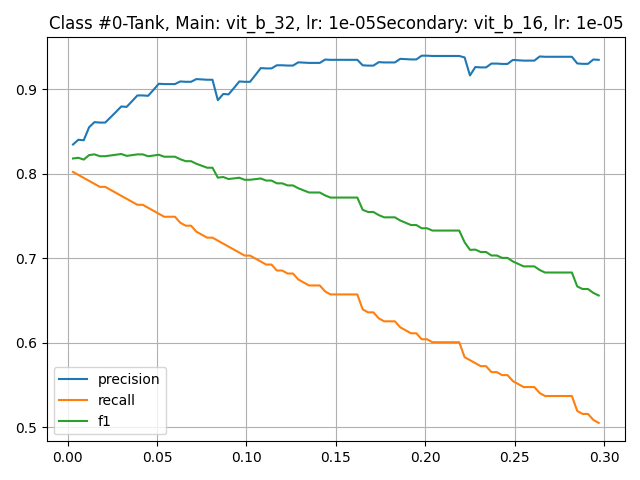 Class #0-Tank, Main: vit_b_32, lr: 1e-05Secondary: vit_b_16, lr: 1e-05
0.9
0.8
0.7
0.6
0.5
precision
recall
f1
0.00 0.05 0.10 0.15 0.20 0.25 0.30